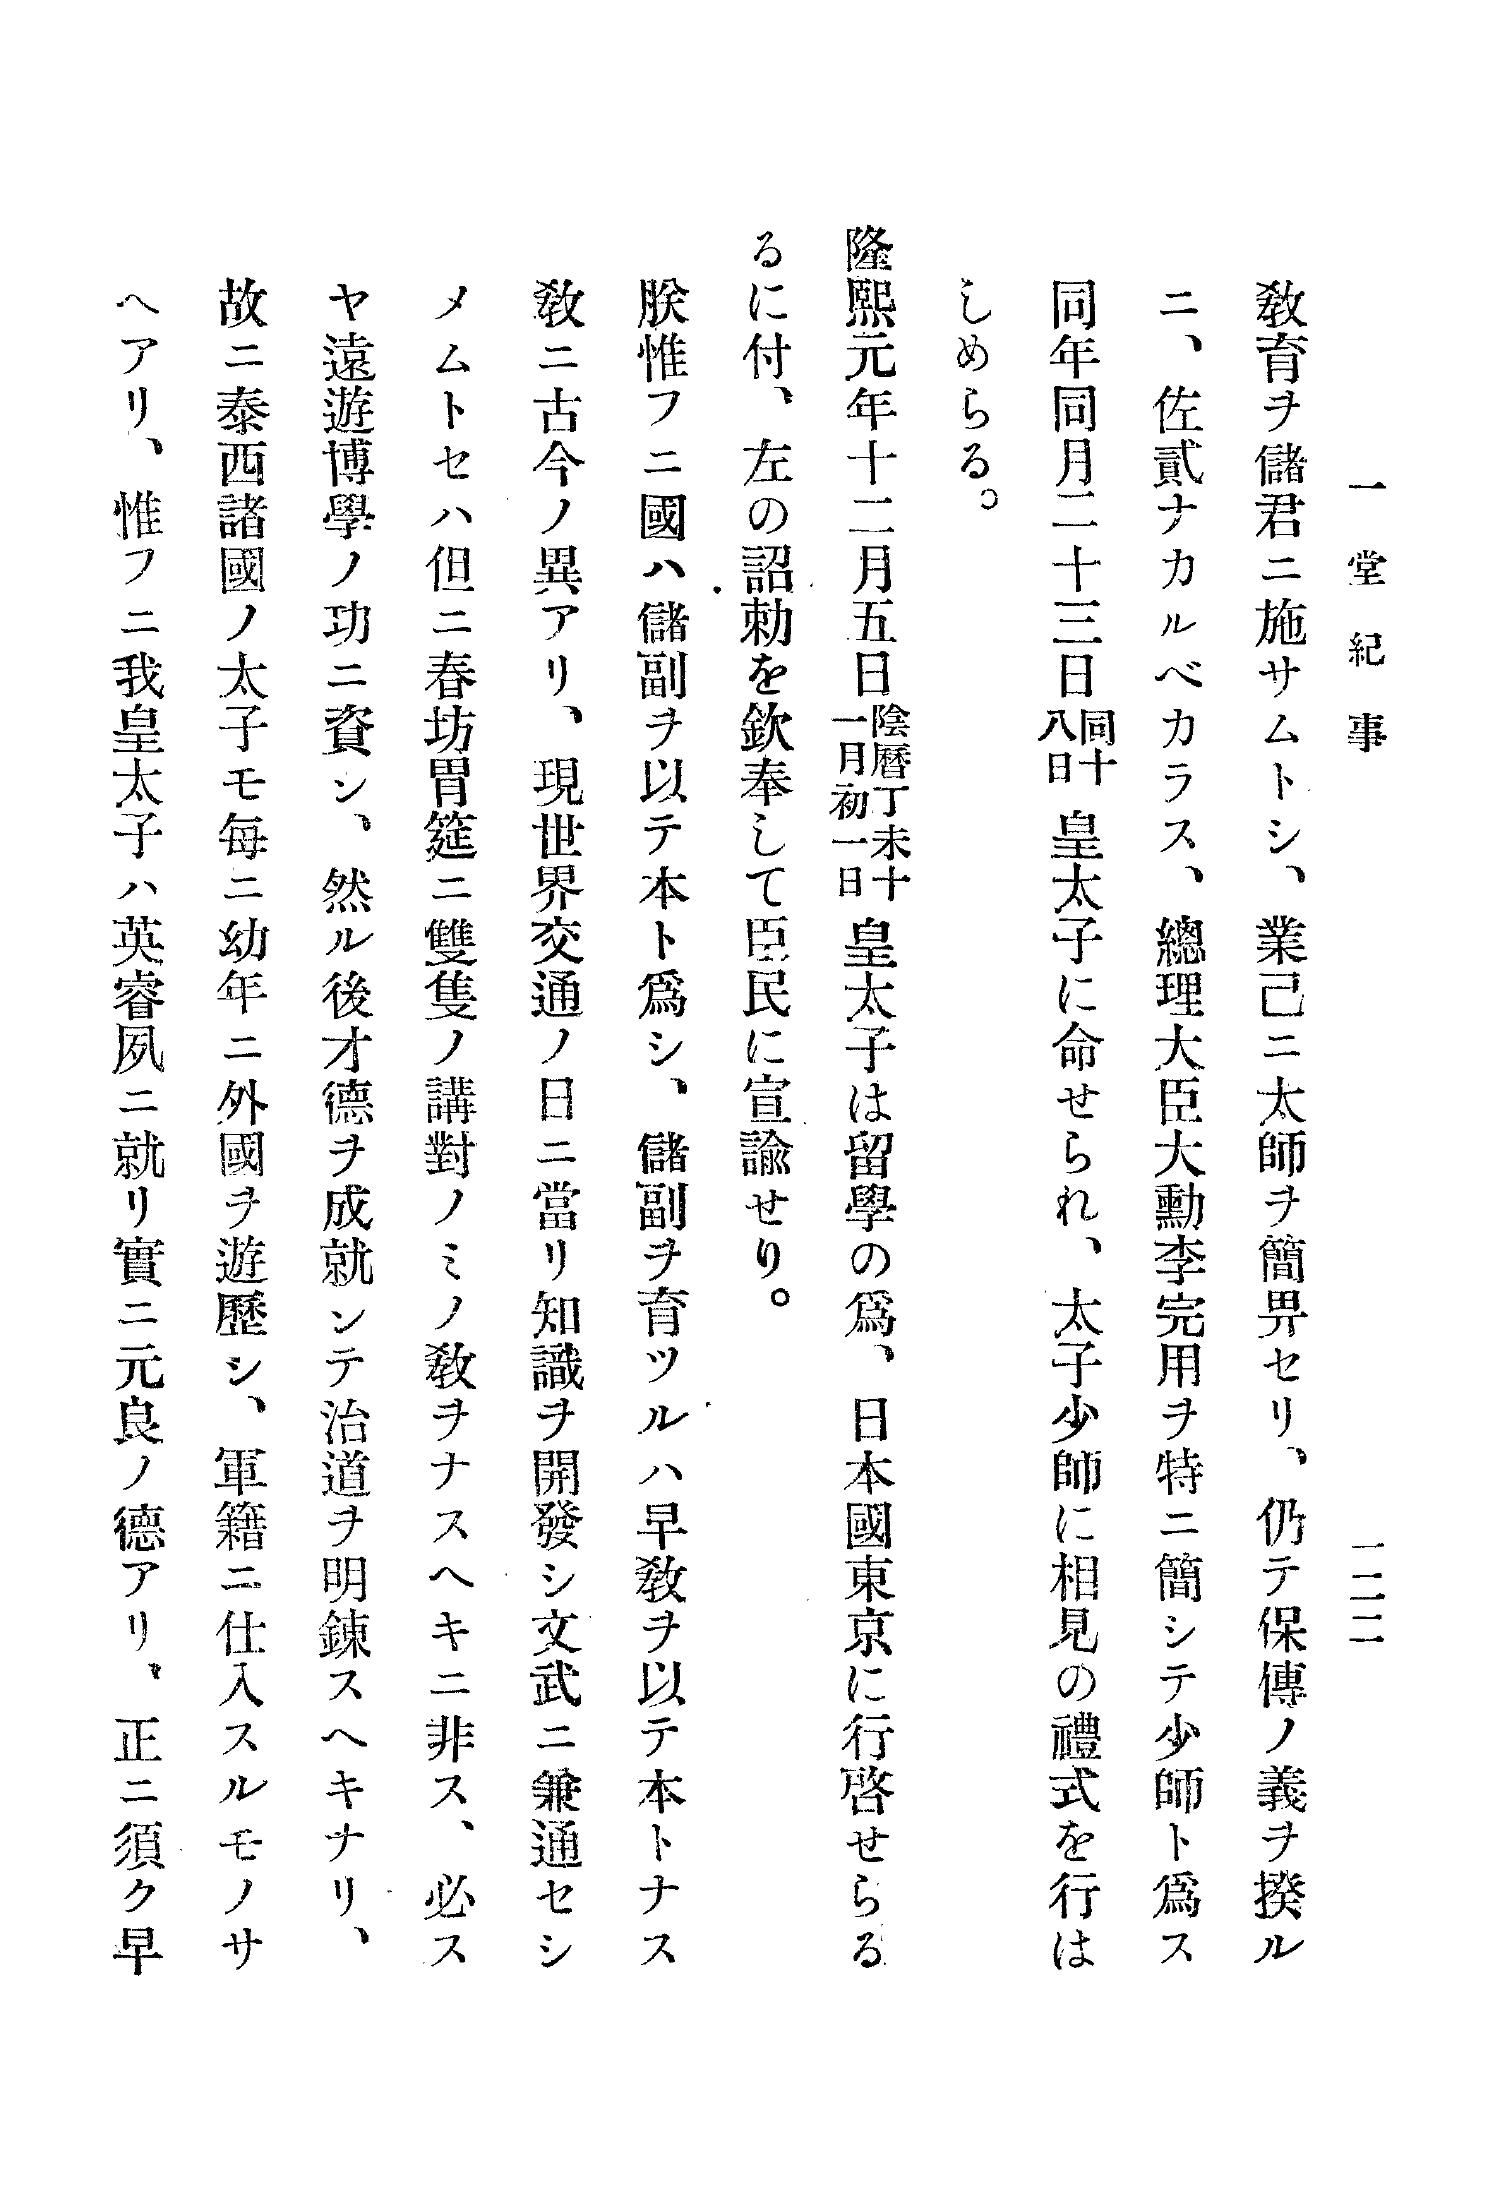 一堂紀事
一二二
教育ヲ儲君ニ施サムトシ、業己ニ太師ヲ簡畀セリ、仍テ保傳ノ義ヲ揆ル
ニ、佐貳ナカルベカラス、總理大臣大勳李完用ヲ特ニ簡シテ少師ト爲ス
同年同月二十三日同十八日皇太子に命せられ、太子少師に相見の禮式を行は
しめらる。
隆熙元年十二月五日陰曆丁未十一月初一日皇太子は留學の爲、日本國東京に行啓せらる
るに付、左の詔勅を欽奉して臣民に宣諭せり。
朕惟フニ國ハ儲副ヲ以テ本ト爲シ、儲副ヲ育ツルハ早教ヲ以テ本トナス
教ニ古今ノ異アリ、現世界交通ノ日ニ當リ知識ヲ開發シ文武ニ兼通セシ
メムトセハ但ニ春坊冑筵ニ雙隻ノ講對ノミノ教ヲナスヘキニ非ス、必ス
ヤ遠遊博學ノ功ニ資シ、然ル後才德ヲ成就ンテ治道ヲ明錬スヘキナリ、
故ニ泰西諸國ノ太子モ每ニ幼年ニ外國ヲ遊歷シ、軍籍ニ仕入スルモノサ
ヘアリ、惟フニ我皇太子ハ英睿夙ニ就リ實ニ元良ノ德アリ、正ニ須ク早